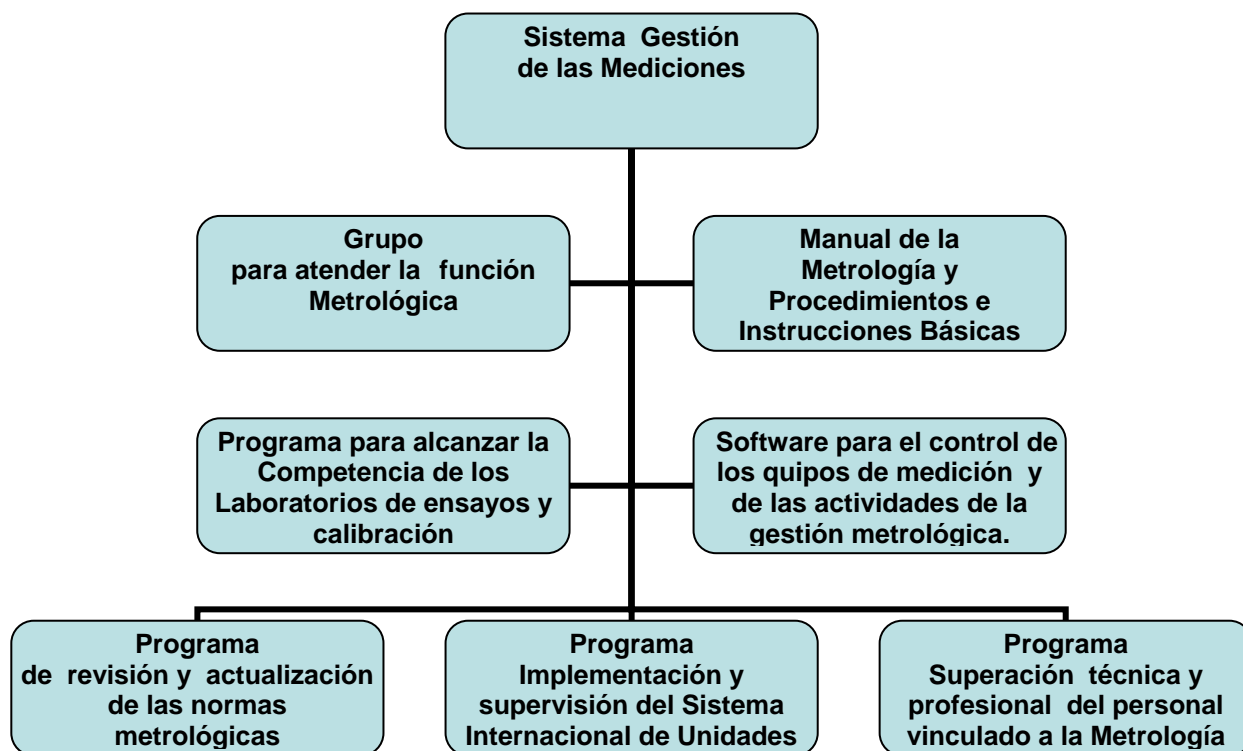 Sistema Gestión
de las Mediciones
Grupo
para atender la función
Metrológica
Manual de la
Metrología y
Procedimientos e
Instrucciones Básicas
Programa para alcanzar la
Competencia de los
Laboratorios de ensayos y
calibración
Software para el control de
los quipos de medición y
de las actividades de la
gestión metrológica.
Programa
de revisión y actualización
de las normas
metrológicas
Programa
Implementación y
supervisión del Sistema
Internacional de Unidades
Programa
Superación técnica y
profesional del personal
vinculado a la Metrología